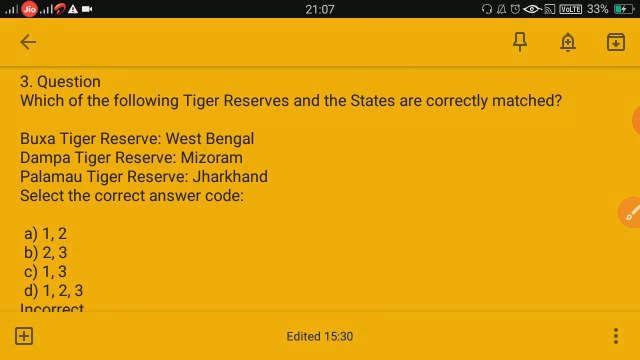 Jio
21:07
VoLTE
33%
3. Question
Which of the following Tiger Reserves and the States are correctly matched?
Buxa Tiger Reserve: West Bengal
Dampa Tiger Reserve: Mizoram
Palamau Tiger Reserve: Jharkhand
Select the correct answer code:
a) 1, 2
b) 2, 3
c) 1, 3
d) 1, 2, 3
Incorrect
Edited 15:30